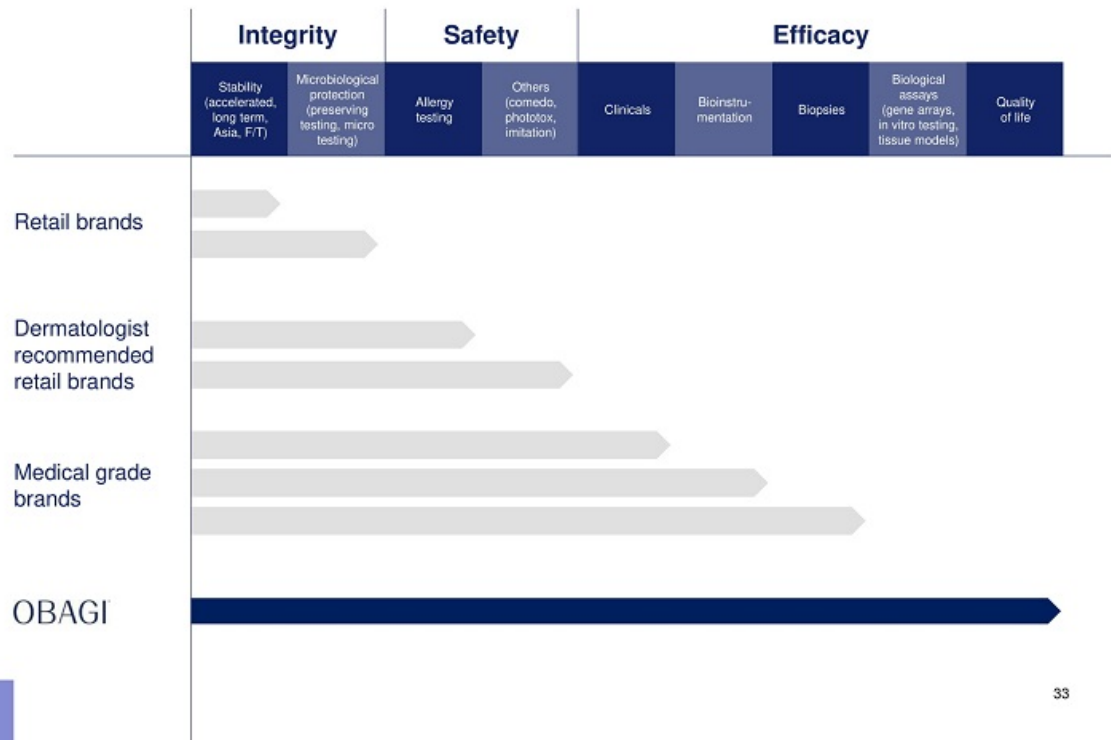 Integrity
Safety
Efficacy
Stability
(accelerated,
long term,
Asia, F/T)
Microbiological
protection
(preserving
testing, micro
testing)
Allergy
testing
Others
(comedo,
phototox,
imitation)
Clinicals
Bioinstru-
mentation
Biopsies
Biological
assays
(gene arrays,
in vitro testing,
tissue models)
Quality
of life
Retail brands
Dermatologist
recommended
retail brands
Medical grade
brands
OBAGI
33